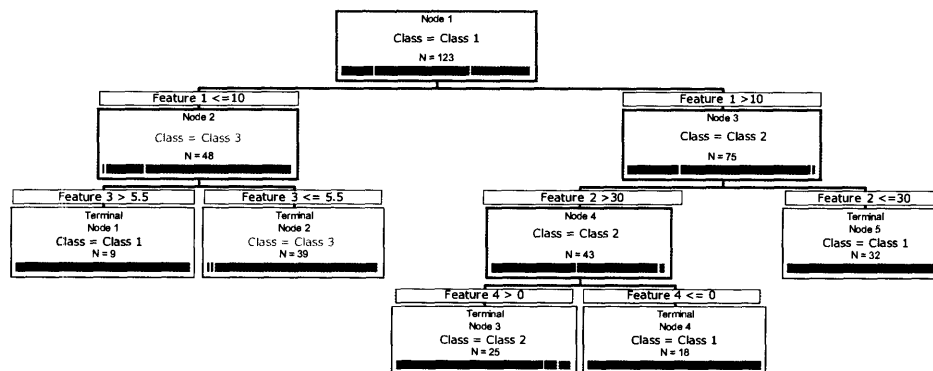 Node 1
Class = Class 1
N = 123
Feature 1 <=10
Feature 1 >10
Node 2
Class = Class 3
N = 48
Node 3
Class = Class 2
N = 75
Feature 3 > 5.5
Feature 3 <= 5.5
Feature 2 >30
Feature 2 <=30
Terminal
Node 1
Class = Class 1
N = 9
Terminal
Node 2
Class = Class 3
N = 39
Node 4
Class = Class 2
N = 43
Terminal
Node 5
Class = Class 1
N = 32
Feature 4 > 0
Feature 4 <= 0
Terminal
Node 3
Class = Class 2
N = 25
Terminal
Node 4
Class = Class 1
N = 18